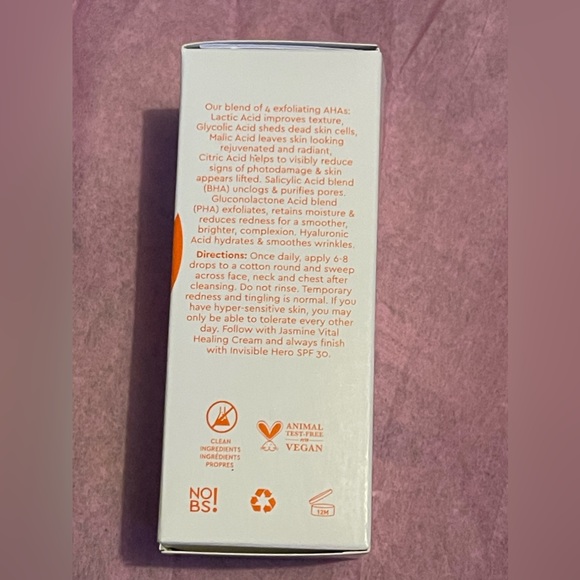 Our blend of 4 exfoliating AHAs:
Lactic Acid improves texture,
Glycolic Acid sheds dead skin cells,
Malic Acid leaves skin looking
rejuvenated and radiant,
Citric Acid helps to visibly reduce
signs of photodamage & skin
appears lifted. Salicylic Acid blend
(BHA) unclogs & purifies pores.
Gluconolactone Acid blend
(PHA) exfoliates, retains moisture &
reduces redness for a smoother,
brighter, complexion. Hyaluronic
Acid hydrates & smoothes wrinkles.
Directions: Once daily, apply 6-8
drops to a cotton round and sweep
across face, neck and chest after
cleansing. Do not rinse. Temporary
redness and tingling is normal. If you
have hyper-sensitive skin, you may
only be able to tolerate every other
day. Follow with Jasmine Vital
Healing Cream and always finish
with Invisible Hero SPF 30.
CLEAN
INGREDIENTS
INGRÉDIENTS
PROPRES
ANIMAL
TEST-FREE
VEGAN
NO
BS!
12M